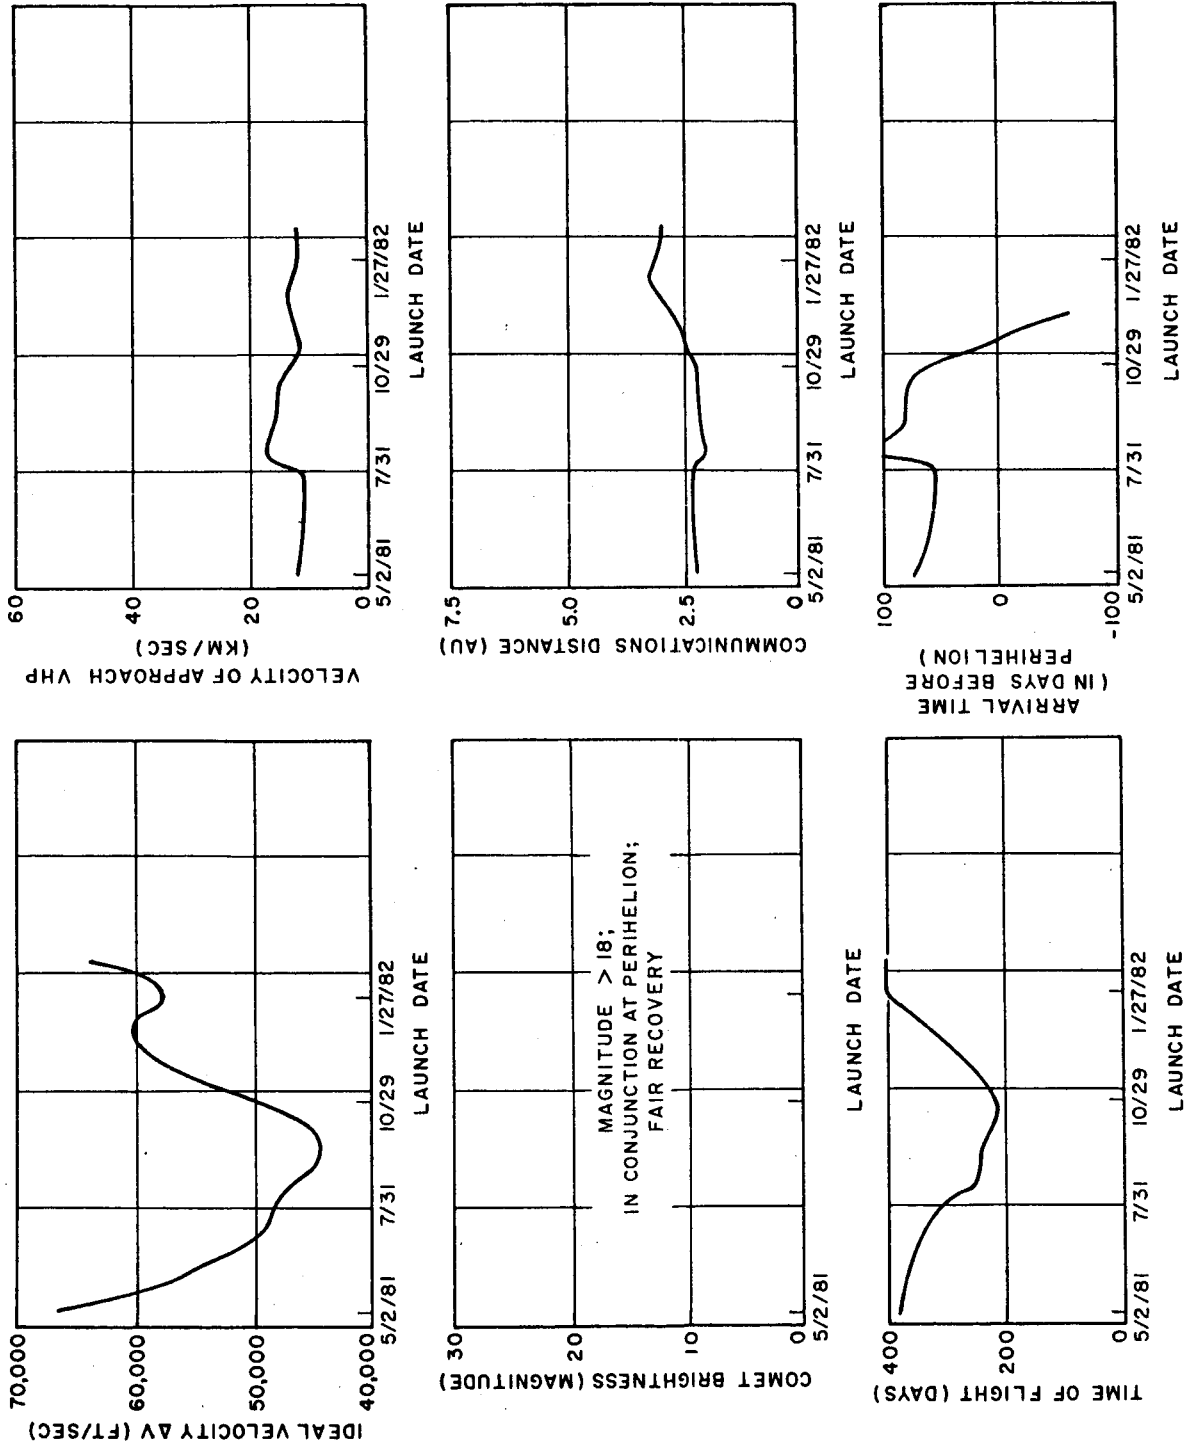 IDEAL VELOCITY ΔV (FT/SEC)
70,000
60,000
50,000
40,000
5/2/81
7/31
10/29
1/27/82
LAUNCH DATE
VELOCITY OF APPROACH VHP
(KM/SEC)
60
40
20
0
5/2/81
7/31
10/29
1/27/82
LAUNCH DATE
COMET BRIGHTNESS (MAGNITUDE)
30
20
10
0
5/2/81
MAGNITUDE > 18;
IN CONJUNCTION AT PERIHELION;
FAIR RECOVERY
LAUNCH DATE
COMMUNICATIONS DISTANCE (AU)
7.5
5.0
2.5
0
5/2/81
7/31
10/29
1/27/82
LAUNCH DATE
TIME OF FLIGHT (DAYS)
400
200
0
5/2/81
7/31
10/29
1/27/82
LAUNCH DATE
ARRIVAL TIME
(IN DAYS BEFORE
PERIHELION)
100
0
-100
5/2/81
7/31
10/29
1/27/82
LAUNCH DATE